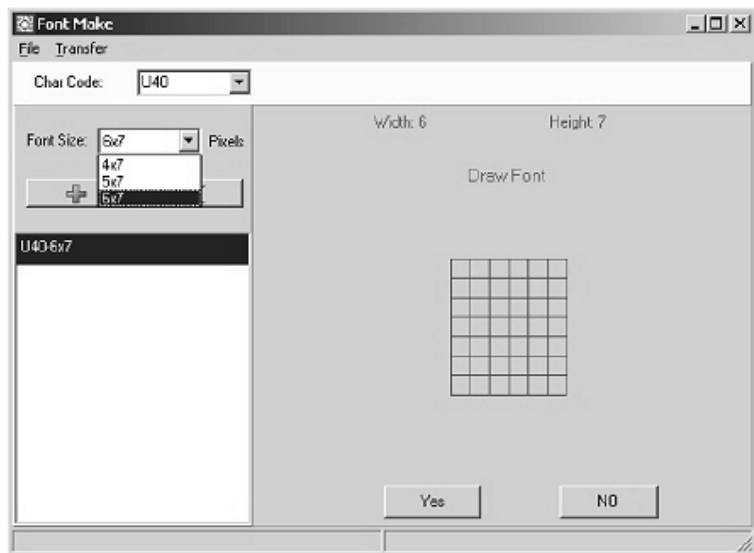 Font Make
File Transfer
Char Code: U40
Width: 6 Height: 7
Font Size: 6x7 Pixels
4x7
5x7
6x7
Draw Font
U40-6x7
Yes NO